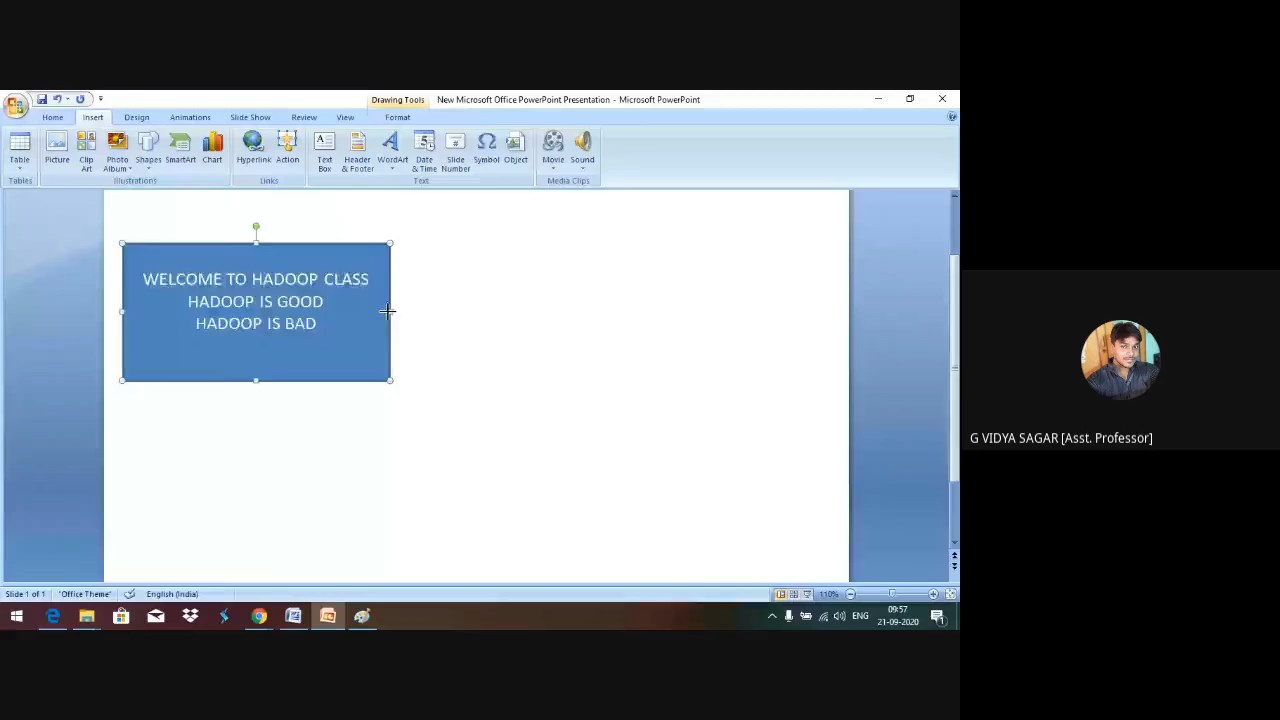 Drawing Tools
New Microsoft Office PowerPoint Presentation - Microsoft PowerPoint
Home Insert Design Animations Slide Show Review View Format
Table
Picture
Clip Art
Photo Album
Shapes
SmartArt
Chart
Hyperlink
Action
Text Box
Header & Footer
WordArt
Date & Time
Slide Number
Symbol
Object
Movie
Sound
Tables Illustrations Links Text Media Clips
WELCOME TO HADOOP CLASS
HADOOP IS GOOD
HADOOP IS BAD
G VIDYA SAGAR [Asst. Professor]
Slide 1 of 1 "Office Theme" English (India) 110%
ENG
09:57
21-09-2020